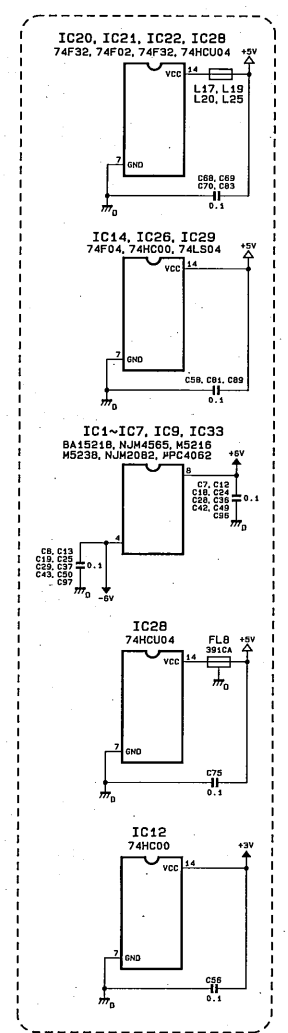 IC20, IC21, IC22, IC28
74F32, 74F02, 74F32, 74HCU04
+5V
VCC
14
L17, L19
L20, L25
7
GND
C68, C69
C70, C83
0.1
D
IC14, IC26, IC29
74F04, 74HC00, 74LS04
+5V
VCC
14
7
GND
C58, C81, C89
0.1
D
IC1~IC7, IC9, IC33
BA15218, NJM4565, M5216
M5238, NJM2082, μPC4062
+6V
8
C7, C12
C18, C24
C28, C36
C42, C49
C96
0.1
D
4
C8, C13
C19, C25
C29, C37
C43, C50
C97
0.1
D
-6V
IC28
74HCU04
FL8
391CA
+5V
VCC
14
D
7
GND
C75
0.1
D
IC12
74HC00
+3V
VCC
14
7
GND
C56
0.1
D